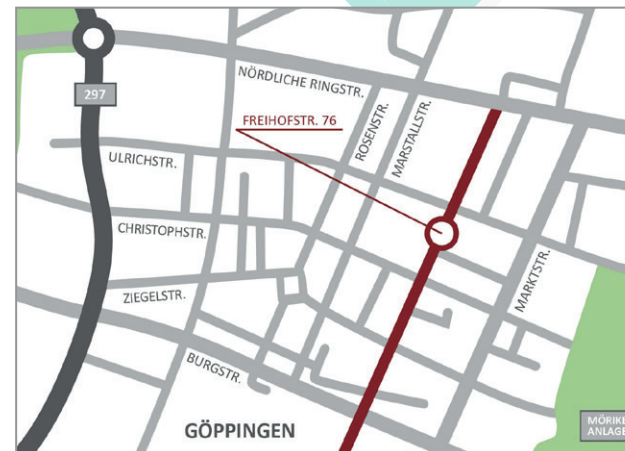 297
NÖRDLICHE RINGSTR.
FREIHOFSTR. 76
ROSENSTR.
MARSTALLSTR.
ULRICHSTR.
CHRISTOPHSTR.
ZIEGELSTR.
MARKTSTR.
BURGSTR.
GÖPPINGEN
MÖRIKE
ANLAGE